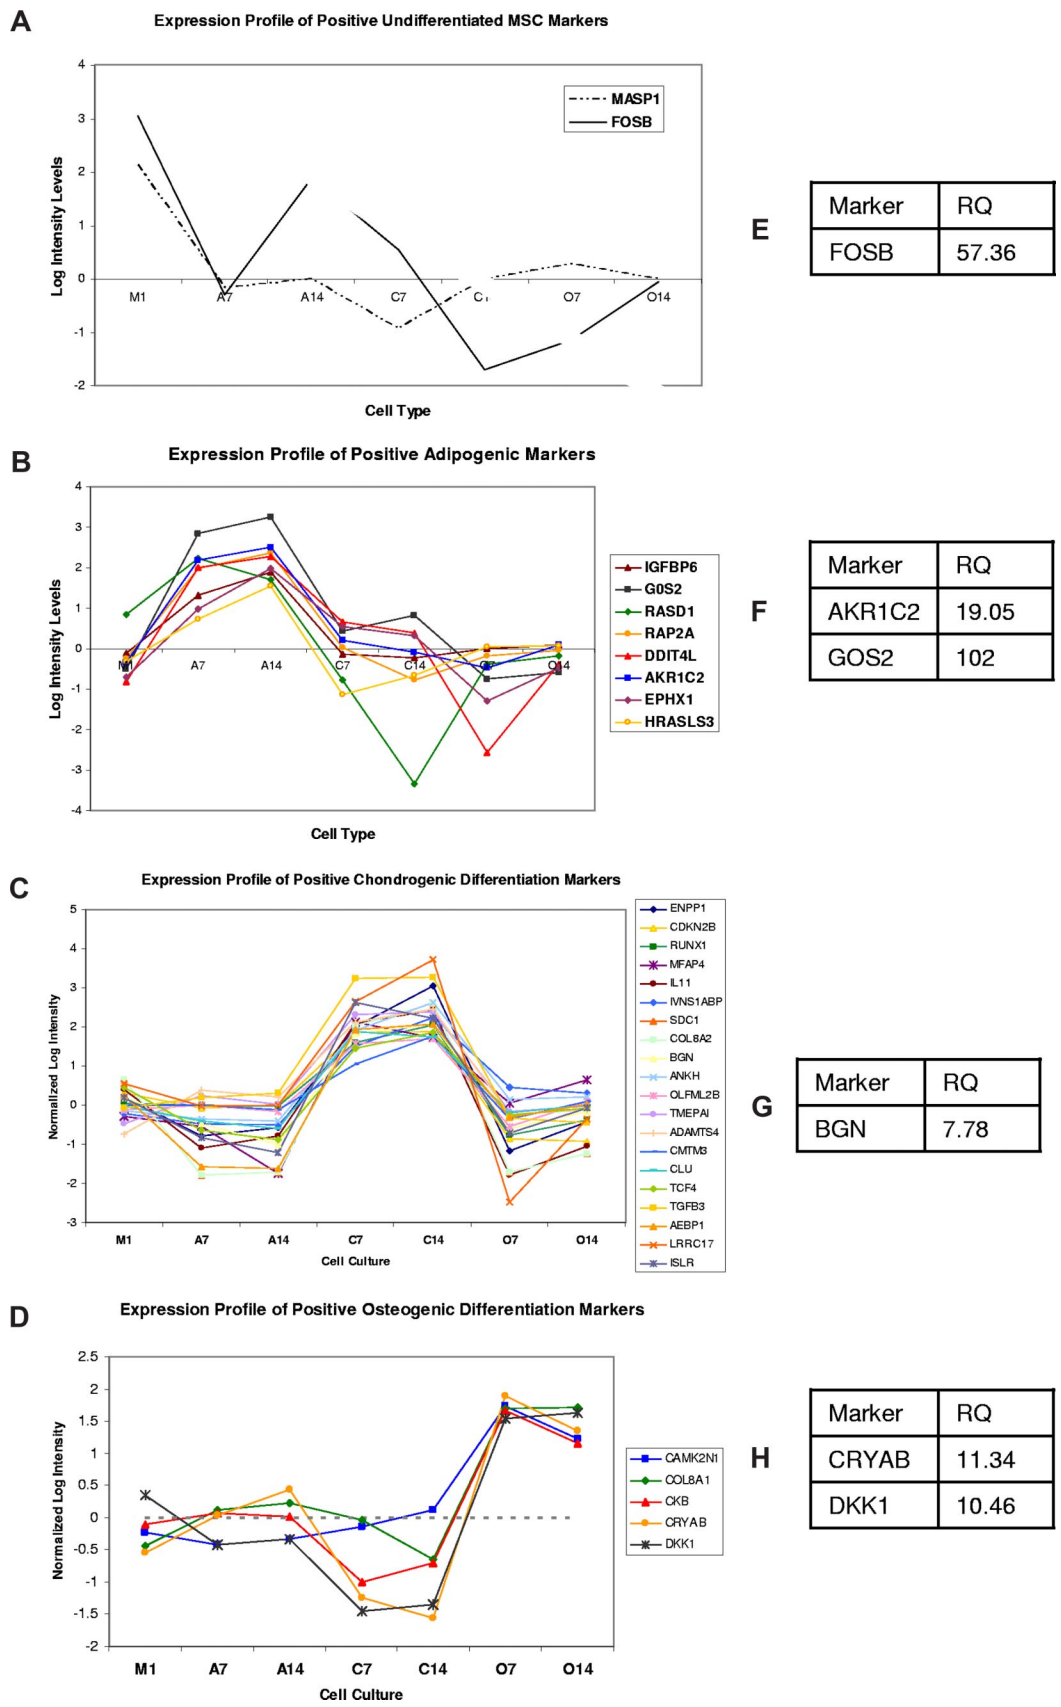 A
Expression Profile of Positive Undifferentiated MSC Markers
4
3
2
1
0
-1
-2
Log Intensity Levels
M1 A7 A14 C7 O7 O14
Cell Type
MASP1
FOSB
E
Marker RQ
FOSB 57.36
B
Expression Profile of Positive Adipogenic Markers
4
3
2
1
0
-1
-2
-3
-4
Log Intensity Levels
M1 A7 A14 C7 C14 O14
Cell Type
IGFBP6
G0S2
RASD1
RAP2A
DDIT4L
AKR1C2
EPHX1
HRASLS3
F
Marker RQ
AKR1C2 19.05
GOS2 102
C
Expression Profile of Positive Chondrogenic Differentiation Markers
5
4
3
2
1
0
-1
-2
-3
Normalized Log Intensity
M1 A7 A14 C7 C14 O7 O14
Cell Culture
ENPP1
CDKN2B
RUNX1
MFAP4
IL11
IVNS1ABP
SDC1
COL8A2
BGN
ANKH
OLFML2B
TMEPAI
ADAMTS4
CMTM3
CLU
TCF4
TGFB3
AEBP1
LRRC17
ISLR
G
Marker RQ
BGN 7.78
D
Expression Profile of Positive Osteogenic Differentiation Markers
2.5
2
1.5
1
0.5
0
-0.5
-1
-1.5
-2
Normalized Log Intensity
M1 A7 A14 C7 C14 O7 O14
Cell Culture
CAMK2N1
COL8A1
CKB
CRYAB
DKK1
H
Marker RQ
CRYAB 11.34
DKK1 10.46